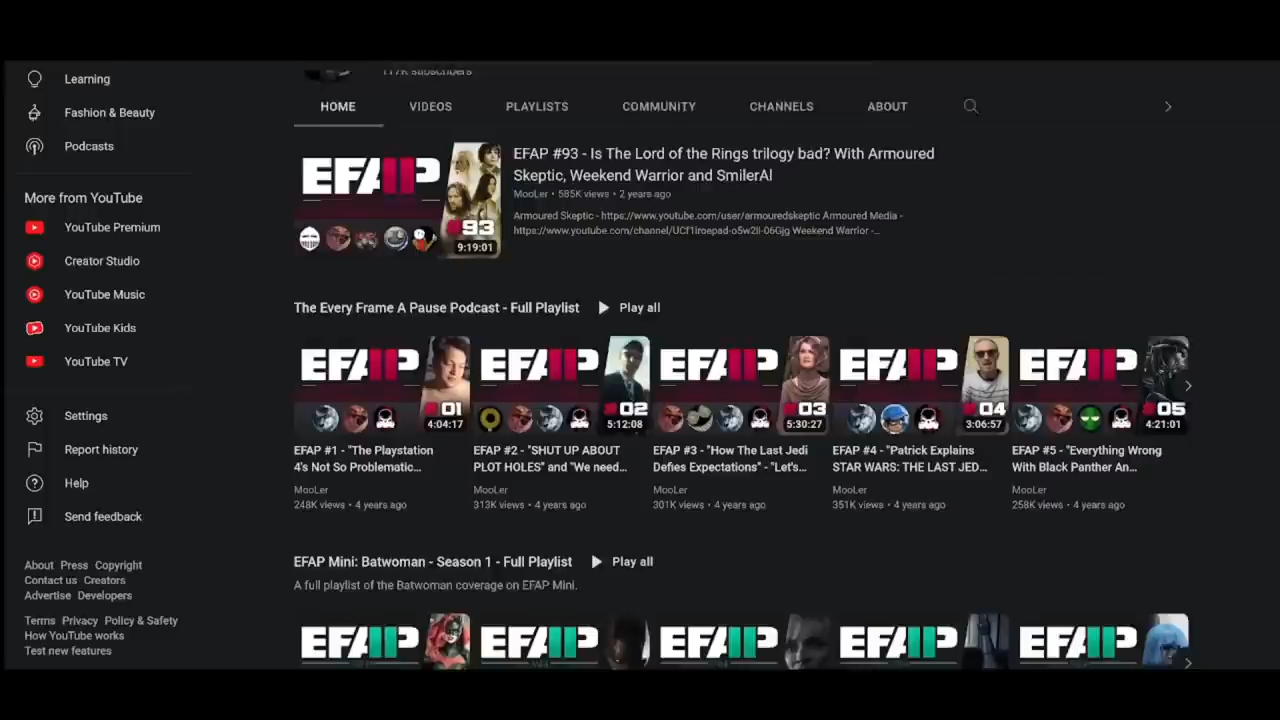 Learning
Fashion & Beauty
Podcasts
More from YouTube
YouTube Premium
Creator Studio
YouTube Music
YouTube Kids
YouTube TV
Settings
Report history
Help
Send feedback
About Press Copyright
Contact us Creators
Advertise Developers
Terms Privacy Policy & Safety
How YouTube works
Test new features
117K subscribers
HOME VIDEOS PLAYLISTS COMMUNITY CHANNELS ABOUT
EFAP
#93
9:19:01
EFAP #93 - Is The Lord of the Rings trilogy bad? With Armoured
Skeptic, Weekend Warrior and SmilerAI
MooLer • 585K views • 2 years ago
Armoured Skeptic - https://www.youtube.com/user/armouredskeptic Armoured Media -
Weekend Warrior -...
The Every Frame A Pause Podcast - Full Playlist Play all
EFAP
#01
4:04:17
EFAP #1 - "The Playstation
4's Not So Problematic...
MooLer
248K views • 4 years ago
EFAP
#02
5:12:08
EFAP #2 - "SHUT UP ABOUT
PLOT HOLES" and "We need...
MooLer
313K views • 4 years ago
EFAP
#03
5:30:27
EFAP #3 - "How The Last Jedi
Defies Expectations" - "Let's...
MooLer
301K views • 4 years ago
EFAP
#04
3:06:57
EFAP #4 - "Patrick Explains
STAR WARS: THE LAST JED...
MooLer
351K views • 4 years ago
EFAP
#05
4:21:01
EFAP #5 - "Everything Wrong
With Black Panther An...
MooLer
258K views • 4 years ago
EFAP Mini: Batwoman - Season 1 - Full Playlist Play all
A full playlist of the Batwoman coverage on EFAP Mini.
EFAP
EFAP
EFAP
EFAP
EFAP